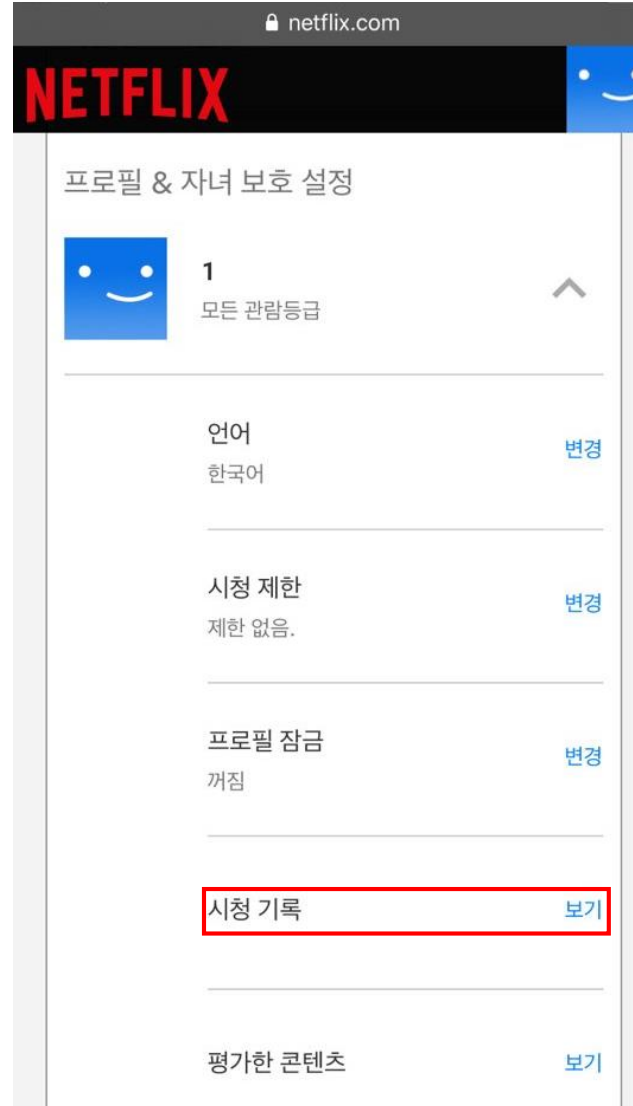 netflix.com
NETFLIX
프로필 & 자녀 보호 설정
1
모든 관람등급
언어
변경
한국어
시청 제한
변경
제한 없음.
프로필 잠금
변경
꺼짐
시청 기록
보기
평가한 콘텐츠
보기